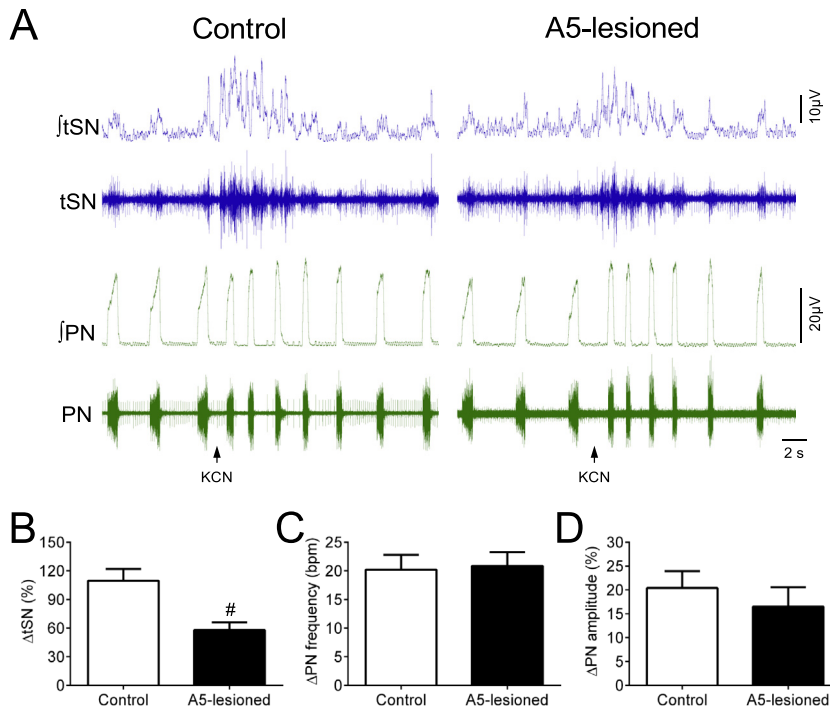 A
Control
A5-lesioned
∫tSN
10µV
tSN
∫PN
20µV
PN
2 s
KCN
KCN
B
ΔtSN (%)
150
120
90
60
30
0
#
Control
A5-lesioned
C
ΔPN frequency (bpm)
25
20
15
10
5
0
Control
A5-lesioned
D
ΔPN amplitude (%)
30
25
20
15
10
5
0
Control
A5-lesioned